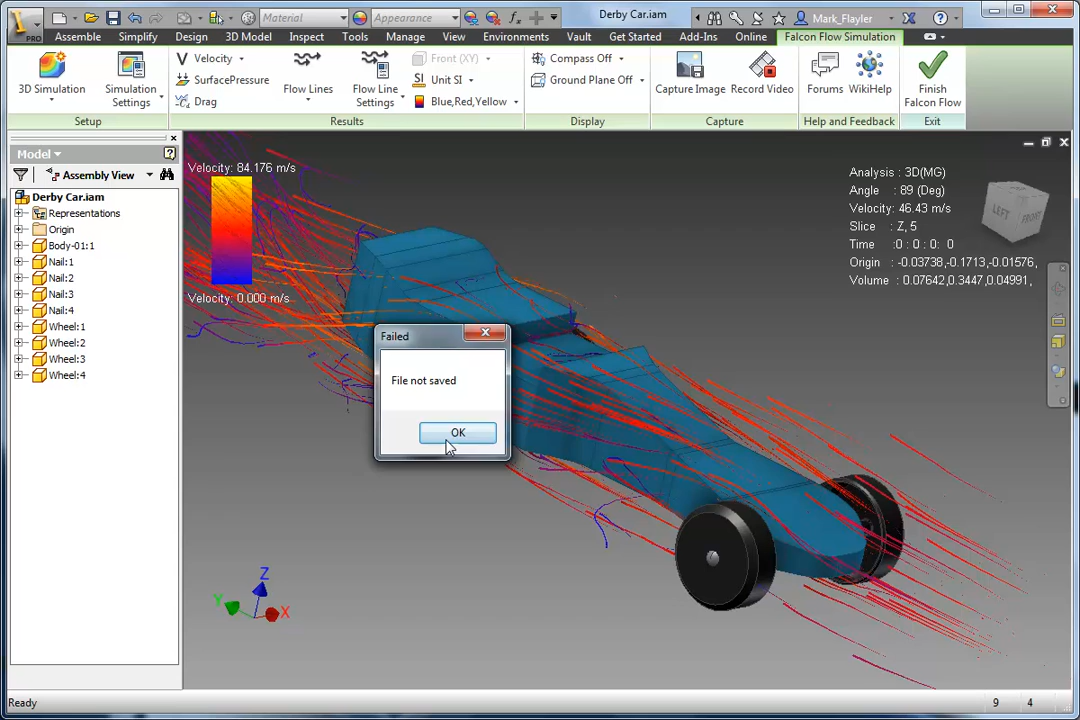 Material
Appearance
Derby Car.iam
Mark_Flayler
PRO
Assemble Simplify Design 3D Model Inspect Tools Manage View Environments Vault Get Started Add-Ins Online Falcon Flow Simulation
3D Simulation
Simulation Settings
Velocity
SurfacePressure
Drag
Flow Lines
Flow Line Settings
Front (XY)
Unit SI
Blue,Red,Yellow
Compass Off
Ground Plane Off
Capture Image
Record Video
Forums
WikiHelp
Finish Falcon Flow
Setup Results Display Capture Help and Feedback Exit
Model
Assembly View
Derby Car.iam
Representations
Origin
Body-01:1
Nail:1
Nail:2
Nail:3
Nail:4
Wheel:1
Wheel:2
Wheel:3
Wheel:4
Velocity: 84.176 m/s
Velocity: 0.000 m/s
Analysis : 3D(MG)
Angle : 89 (Deg)
Velocity: 46.43 m/s
Slice : Z, 5
Time :0 : 0 : 0: 0
Origin : -0.03738,-0.1713,-0.01576,
Volume : 0.07642,0.3447,0.04991,
LEFT
FRONT
Failed
File not saved
OK
Z
Y
X
Ready
9 4